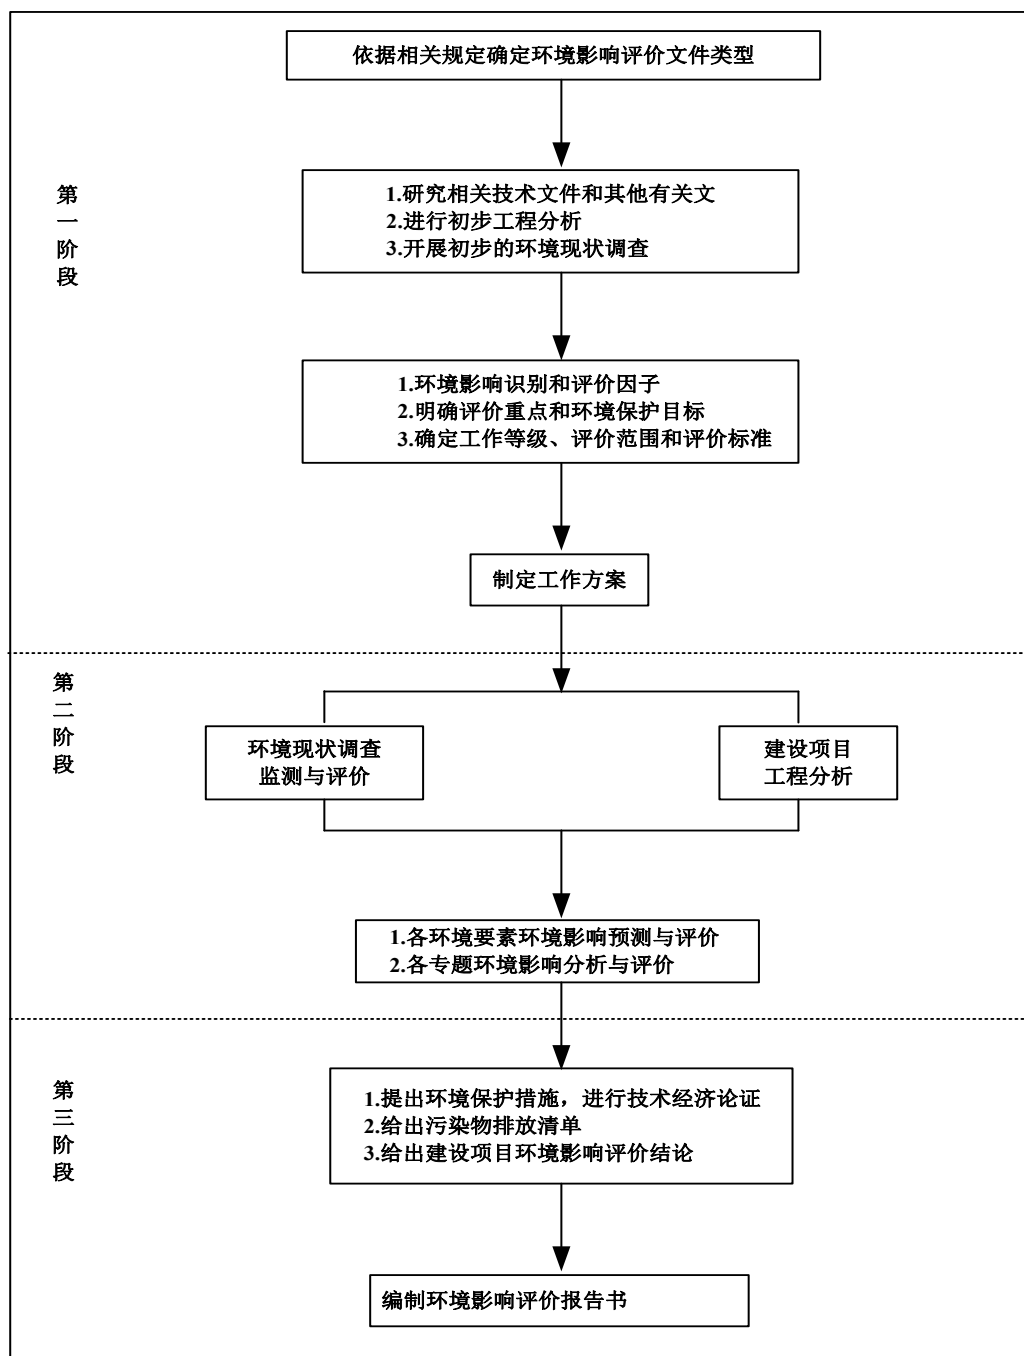 依据相关规定确定环境影响评价文件类型
第一阶段
1.研究相关技术文件和其他有关文
2.进行初步工程分析
3.开展初步的环境现状调查
1.环境影响识别和评价因子
2.明确评价重点和环境保护目标
3.确定工作等级、评价范围和评价标准
制定工作方案
第二阶段
环境现状调查
监测与评价
建设项目
工程分析
1.各环境要素环境影响预测与评价
2.各专题环境影响分析与评价
第三阶段
1.提出环境保护措施，进行技术经济论证
2.给出污染物排放清单
3.给出建设项目环境影响评价结论
编制环境影响评价报告书